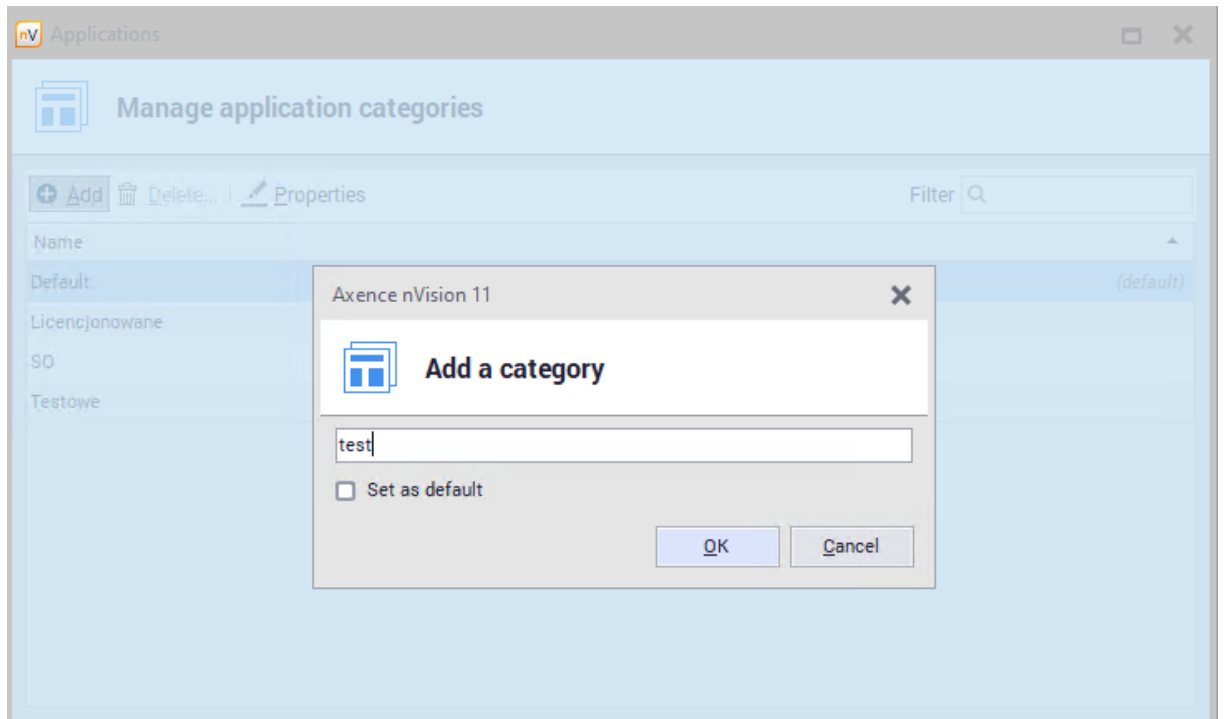 nV Applications
Manage application categories
Add Delete... Properties Filter
Name
Default (default)
Licencjonowane
SO
Testowe
Axence nVision 11
Add a category
test
Set as default
OK Cancel